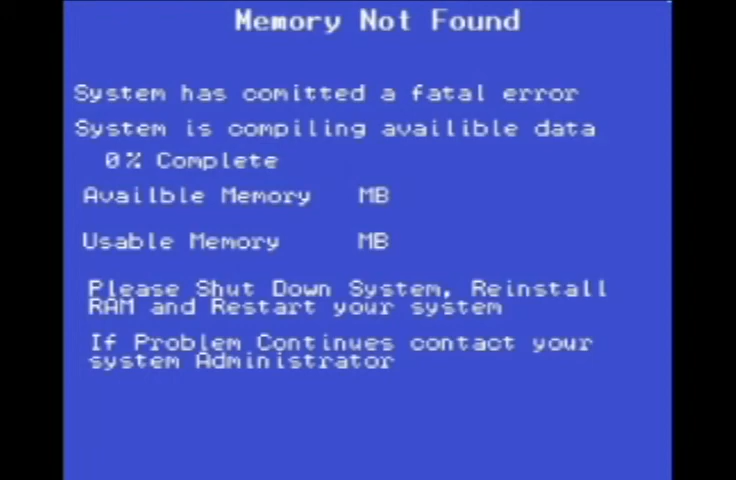 Memory Not Found
System has comitted a fatal error
System is compiling availible data
0% Complete
Availble Memory MB
Usable Memory MB
Please Shut Down System, Reinstall
RAM and Restart your system
If Problem Continues contact your
system Administrator